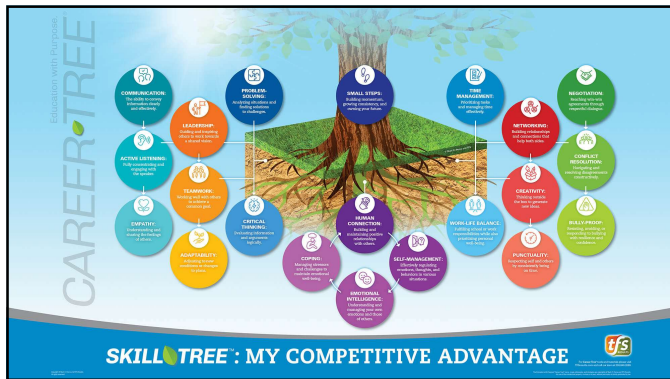 Education with Purpose.
CAREER TREE
COMMUNICATION:
The ability to convey
information clearly
and effectively.
LEADERSHIP:
Guiding and inspiring
others to work towards
a shared vision.
PROBLEM-
SOLVING:
Analyzing situations and
finding solutions
to challenges.
SMALL STEPS:
Building momentum,
growing consistency, and
owning your future.
TIME
MANAGEMENT:
Prioritizing tasks
and managing time
effectively.
NETWORKING:
Building relationships
and connections that
help both sides.
NEGOTIATION:
Reaching win-win
agreements through
respectful dialogue.
ACTIVE LISTENING:
Fully concentrating and
engaging with
the speaker.
TEAMWORK:
Working well with others
to achieve a
common goal.
CONFLICT
RESOLUTION:
Navigating and
resolving disagreements
constructively.
CREATIVITY:
Thinking outside
the box to generate
new ideas.
EMPATHY:
Understanding and
sharing the feelings
of others.
ADAPTABILITY:
Adjusting to new
conditions or changes
in plans.
CRITICAL
THINKING:
Evaluating information
and arguments
logically.
HUMAN
CONNECTION:
Building and
maintaining positive
relationships
with others.
WORK-LIFE BALANCE:
Fulfilling school or work
responsibilities while also
prioritizing personal
well-being.
BULLY-PROOF:
responding to bullying
with resilience and
confidence.
COPING:
Managing stressors
and challenges to
maintain emotional
well-being.
SELF-MANAGEMENT:
Effectively regulating
emotions, thoughts, and
behaviors in various
situations.
PUNCTUALITY:
Respecting self and others
by consistently being
on time.
EMOTIONAL
INTELLIGENCE:
Understanding and
managing your own
emotions and those
of others.
SKILL TREE™: MY COMPETITIVE ADVANTAGE
tfs